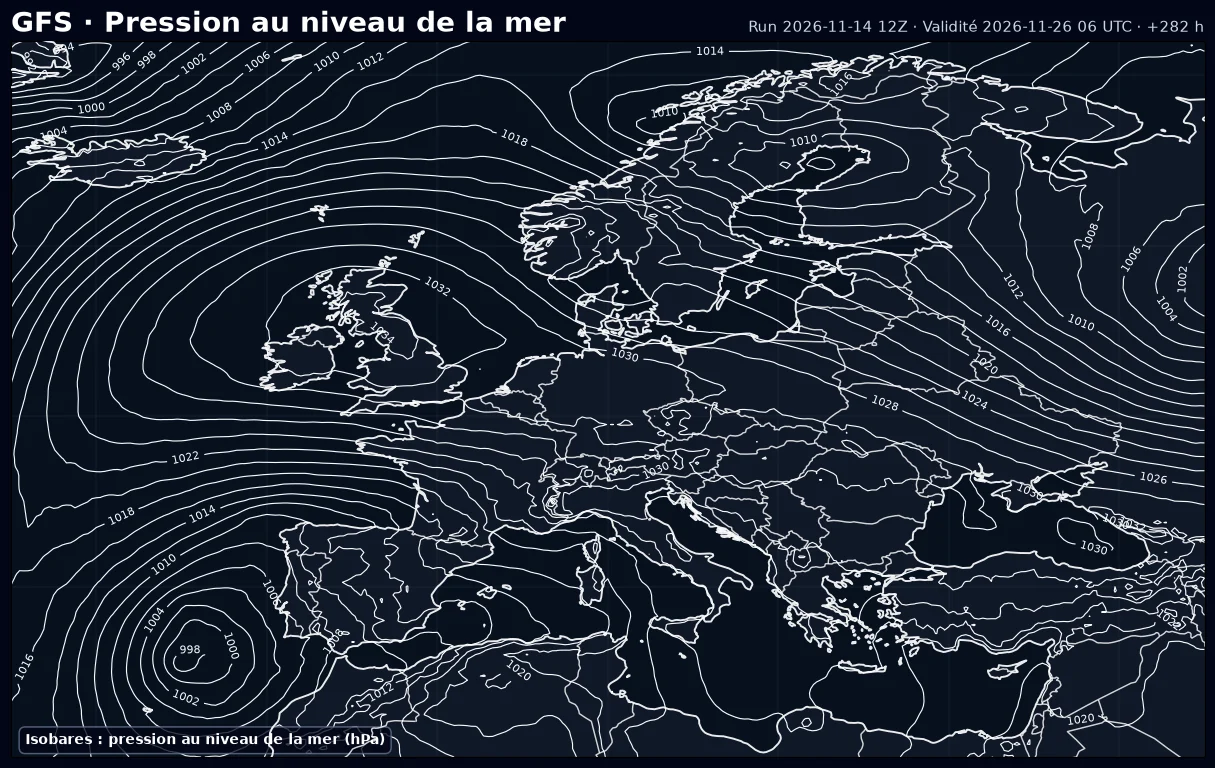 GFS · Pression au niveau de la mer
Run 2026-11-14 12Z · Validité 2026-11-26 06 UTC · +282 h
994
996 998 1002 1006 1010 1012 1014
1000 1008 1010 1016
1004 1014 1018 1010
1008 1006
1032 1002
1012 1004
1034 1016 1010
1030 1020
1028 1024
1022 1030 1026
1018 1014 1030
1010 1030
1004 1008
998 1000
1016 1020
1002 1012
1020
Isobares : pression au niveau de la mer (hPa)